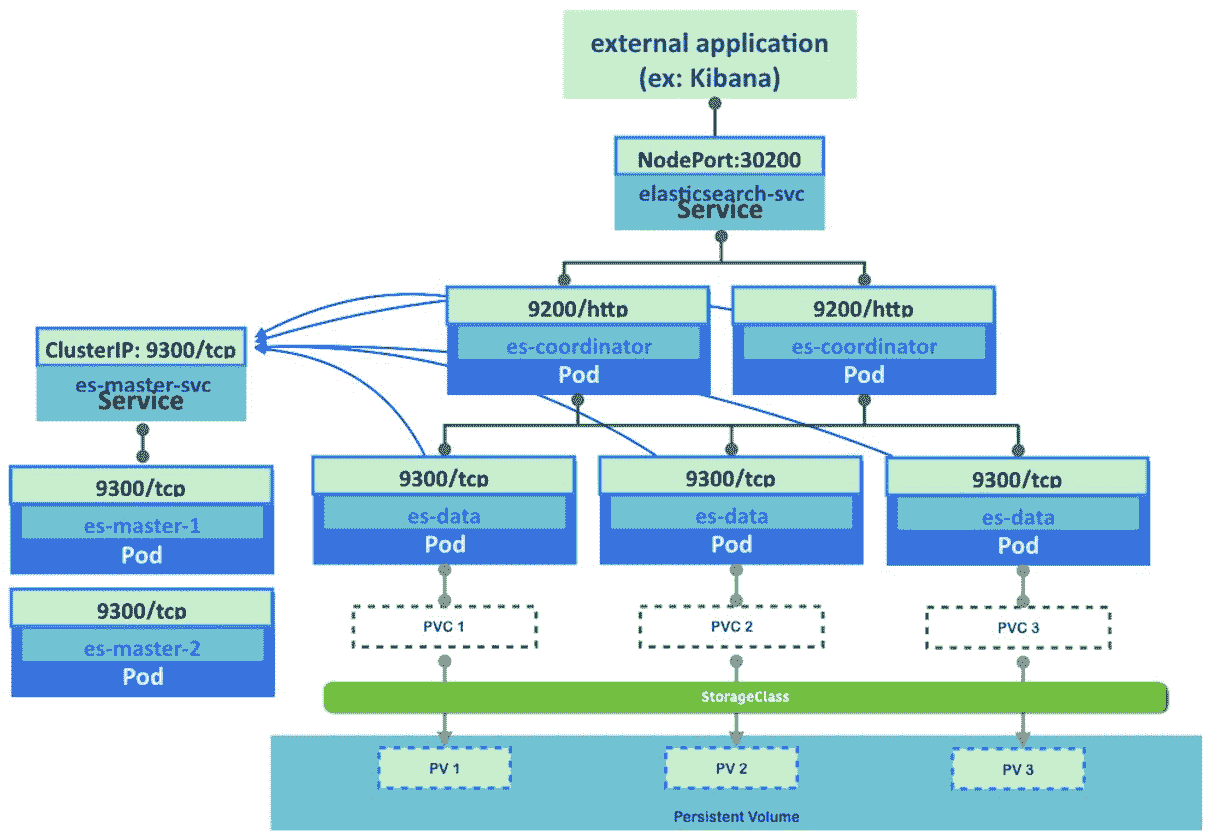 external application
(ex: Kibana)
NodePort:30200
elasticsearch-svc
Service
9200/http
es-coordinator
Pod
9200/http
es-coordinator
Pod
ClusterIP: 9300/tcp
es-master-svc
Service
9300/tcp
es-master-1
Pod
9300/tcp
es-master-2
Pod
9300/tcp
es-data
Pod
9300/tcp
es-data
Pod
9300/tcp
es-data
Pod
PVC 1
PVC 2
PVC 3
StorageClass
PV 1
PV 2
PV 3
Persistent Volume